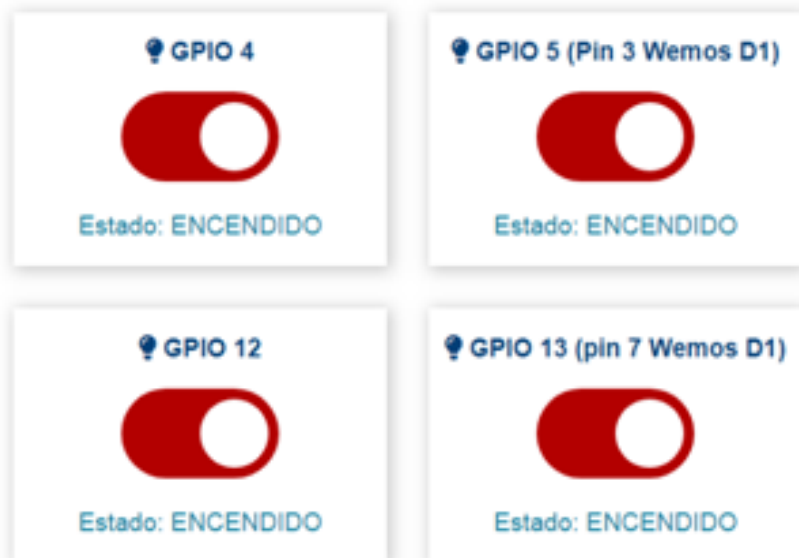 GPIO 4
Estado: ENCENDIDO
GPIO 5 (Pin 3 Wemos D1)
Estado: ENCENDIDO
GPIO 12
Estado: ENCENDIDO
GPIO 13 (pin 7 Wemos D1)
Estado: ENCENDIDO